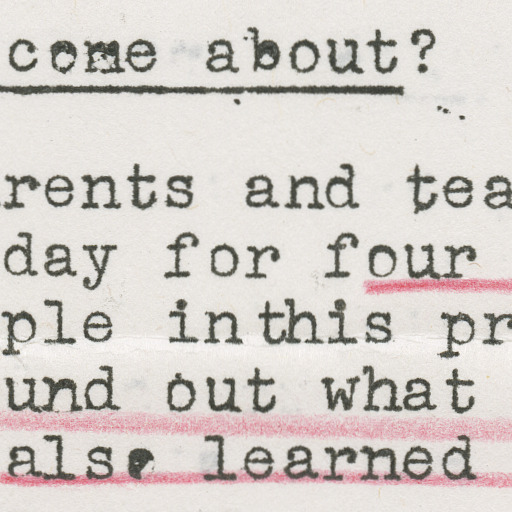 come about?
rents and tea
day for four
ple inthis pr
und out what
also learned